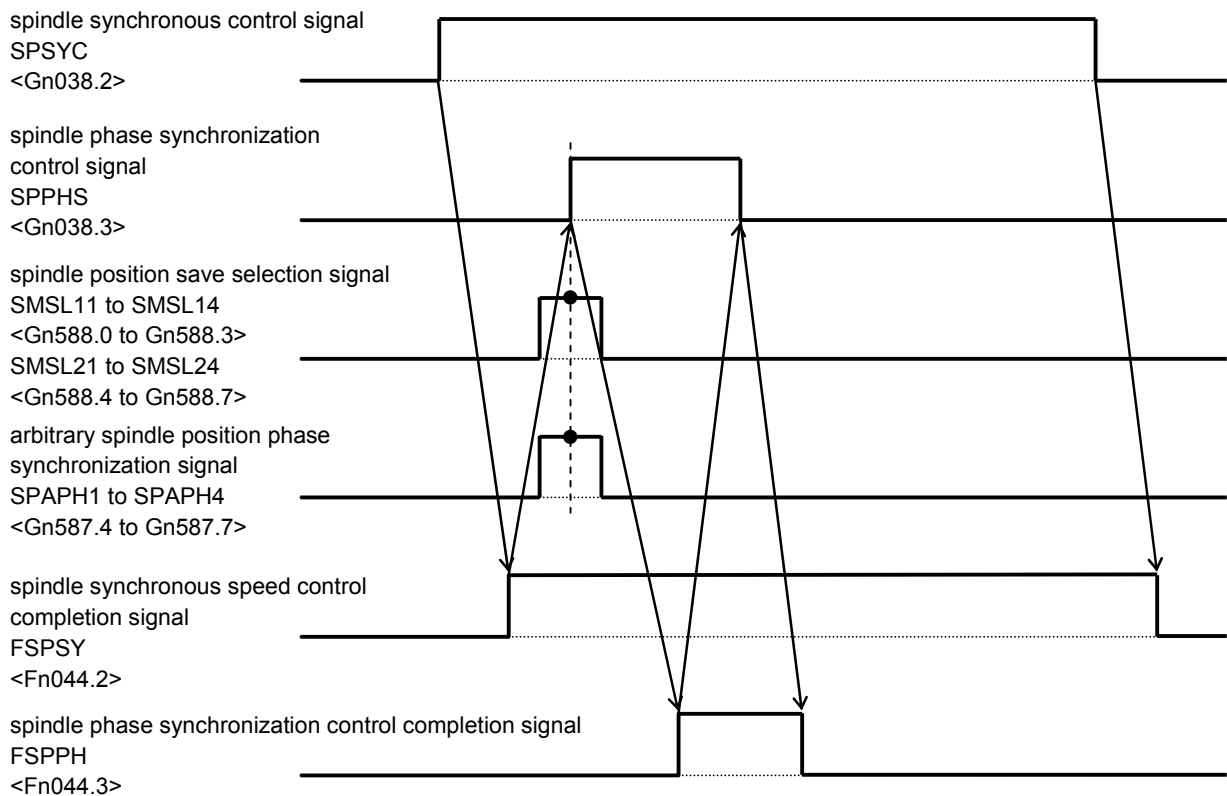 spindle synchronous control signal
SPSYC
<Gn038.2>
spindle phase synchronization
control signal
SPPHS
<Gn038.3>
spindle position save selection signal
SMSL11 to SMSL14
<Gn588.0 to Gn588.3>
SMSL21 to SMSL24
<Gn588.4 to Gn588.7>
arbitrary spindle position phase
synchronization signal
SPAPH1 to SPAPH4
<Gn587.4 to Gn587.7>
spindle synchronous speed control
completion signal
FSPSY
<Fn044.2>
spindle phase synchronization control completion signal
FSPPH
<Fn044.3>